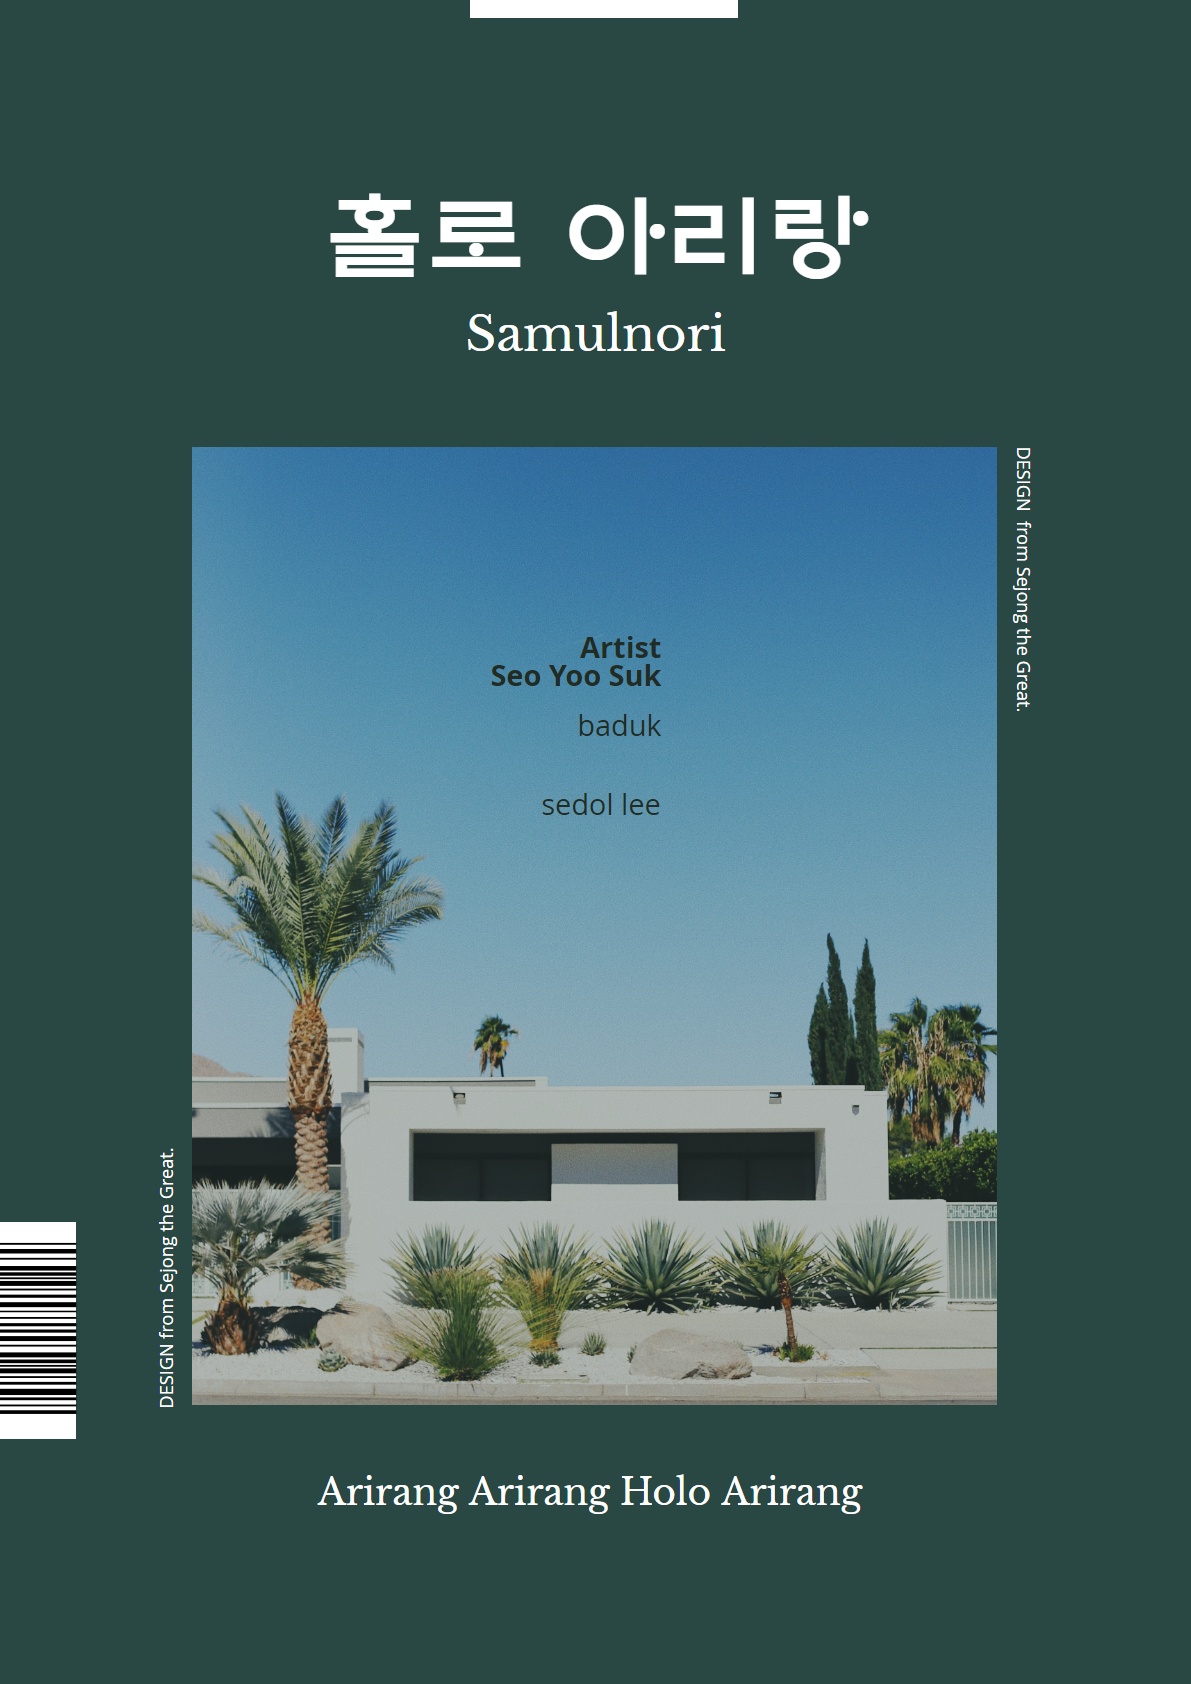 홀로 아리랑
Samulnori
DESIGN from Sejong the Great.
Artist
Seo Yoo Suk
baduk
sedol lee
DESIGN from Sejong the Great.
Arirang Arirang Holo Arirang